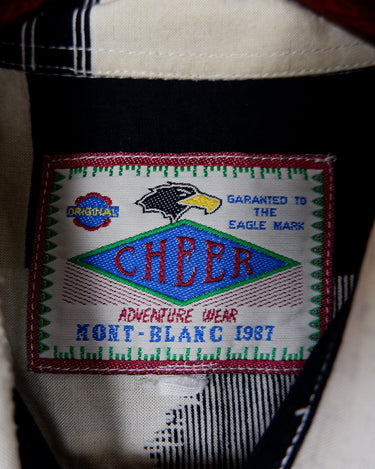 ORIGINAL
GARANTED TO
THE
EAGLE MARK
CHEER
ADVENTURE WEAR
MONT-BLANC 1987